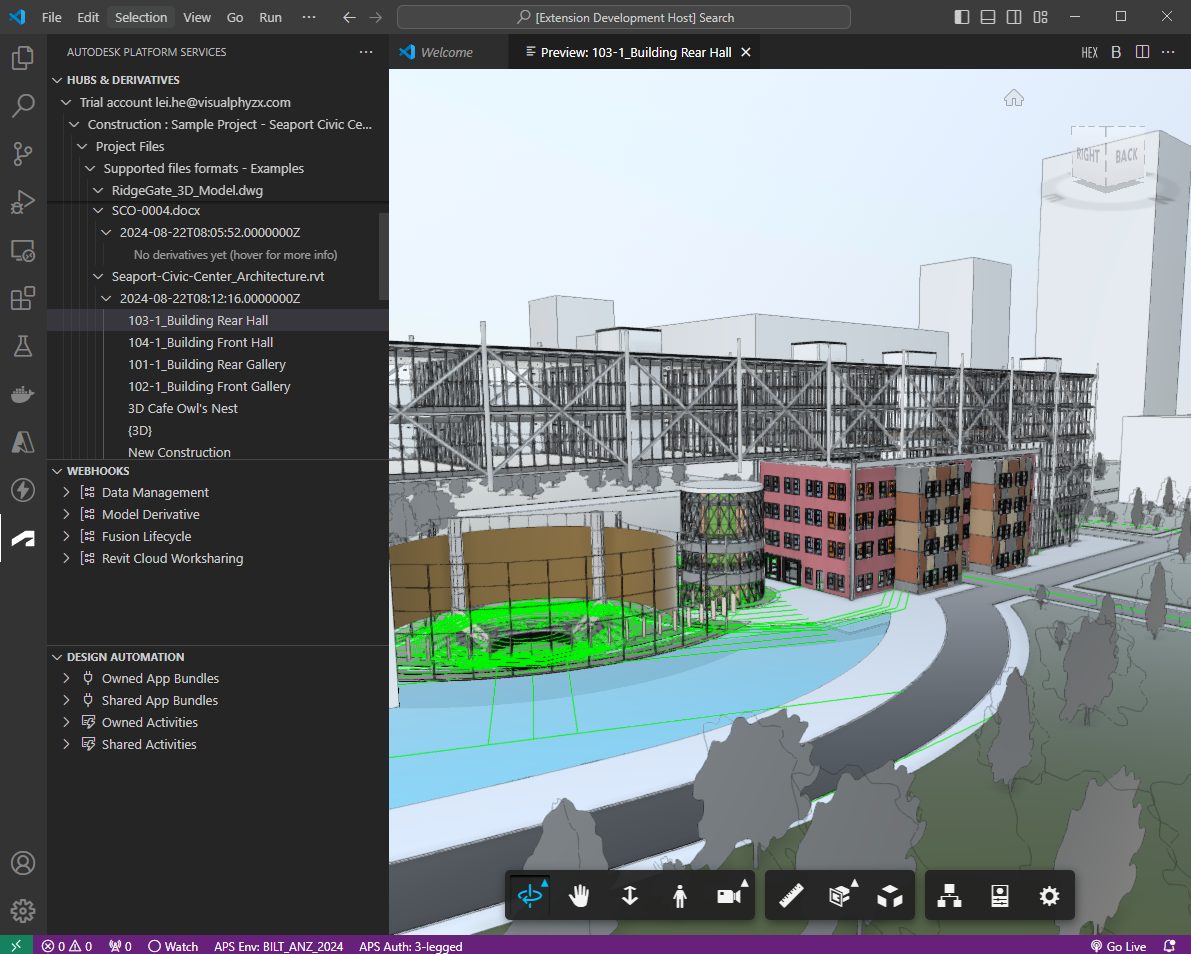 File Edit Selection View Go Run ··· [Extension Development Host] Search
AUTODESK PLATFORM SERVICES ···
Welcome
Preview: 103-1_Building Rear Hall
HEX B ···
HUBS & DERIVATIVES
Trial account lei.he@visualphyzx.com
Construction : Sample Project - Seaport Civic Ce...
Project Files
Supported files formats - Examples
RidgeGate_3D_Model.dwg
SCO-0004.docx
2024-08-22T08:05:52.0000000Z
No derivatives yet (hover for more info)
Seaport-Civic-Center_Architecture.rvt
2024-08-22T08:12:16.0000000Z
103-1_Building Rear Hall
104-1_Building Front Hall
101-1_Building Rear Gallery
102-1_Building Front Gallery
3D Cafe Owl's Nest
{3D}
New Construction
WEBHOOKS
Data Management
Model Derivative
Fusion Lifecycle
Revit Cloud Worksharing
DESIGN AUTOMATION
Owned App Bundles
Shared App Bundles
Owned Activities
Shared Activities
RIGHT BACK
0 0 0 Watch APS Env: BILT_ANZ_2024 APS Auth: 3-legged Go Live